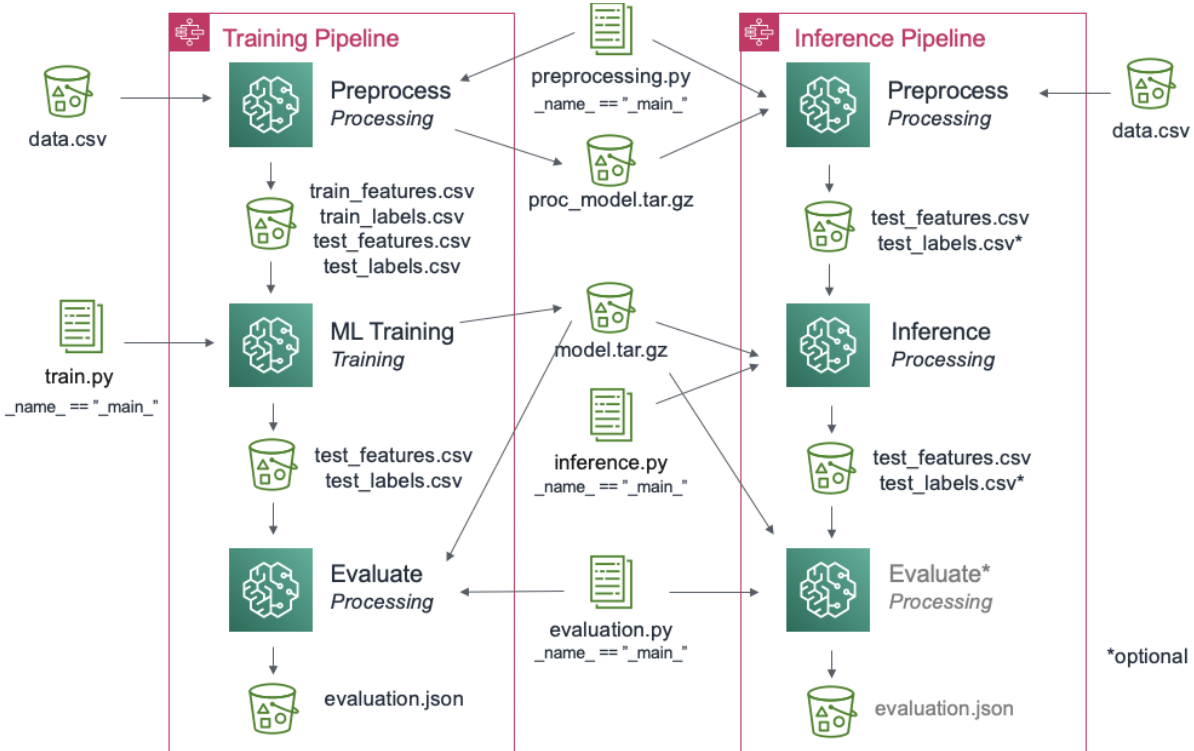 Training Pipeline
Inference Pipeline
preprocessing.py
_name_ == "_main_"
data.csv
Preprocess
Processing
Preprocess
Processing
data.csv
proc_model.tar.gz
train_features.csv
train_labels.csv
test_features.csv
test_labels.csv
test_features.csv
test_labels.csv*
train.py
_name_ == "_main_"
ML Training
Training
model.tar.gz
Inference
Processing
inference.py
_name_ == "_main_"
test_features.csv
test_labels.csv
test_features.csv
test_labels.csv*
Evaluate
Processing
evaluation.py
_name_ == "_main_"
Evaluate*
Processing
*optional
evaluation.json
evaluation.json